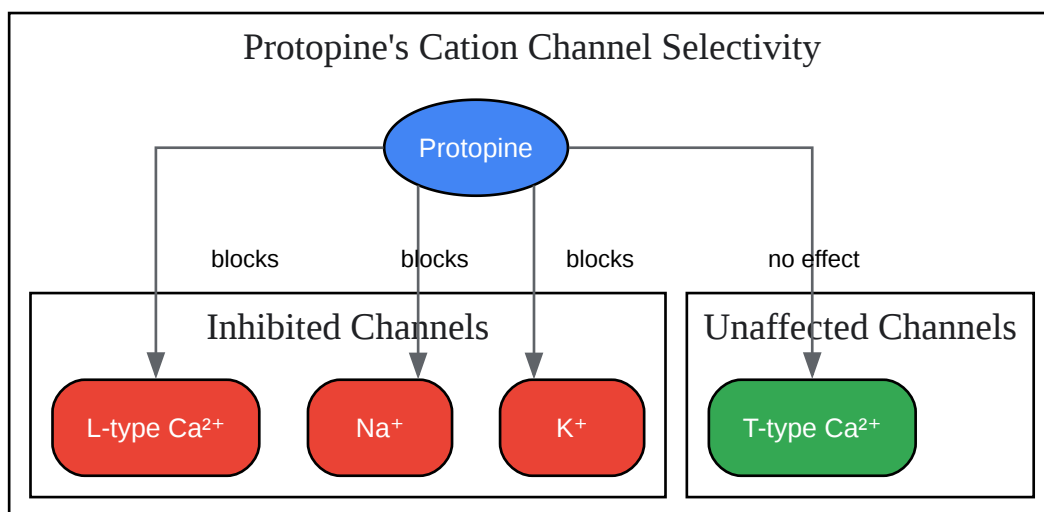 Protopine's Cation Channel Selectivity
Protopine
blocks
blocks
blocks
no effect
Inhibited Channels
Unaffected Channels
L-type Ca²⁺
Na⁺
K⁺
T-type Ca²⁺